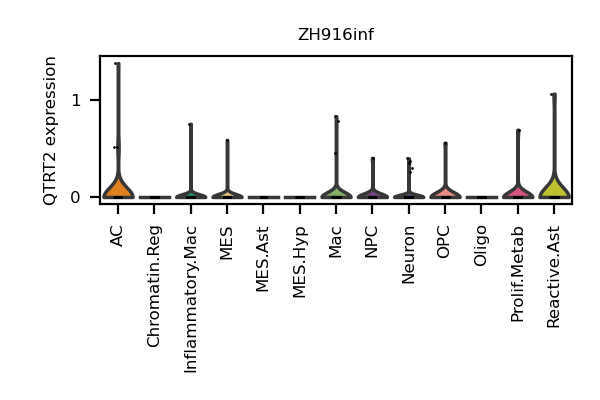 ZH916inf
QTRT2 expression
1
0
AC
Chromatin.Reg
Inflammatory.Mac
MES
MES.Ast
MES.Hyp
Mac
NPC
Neuron
OPC
Oligo
Prolif.Metab
Reactive.Ast